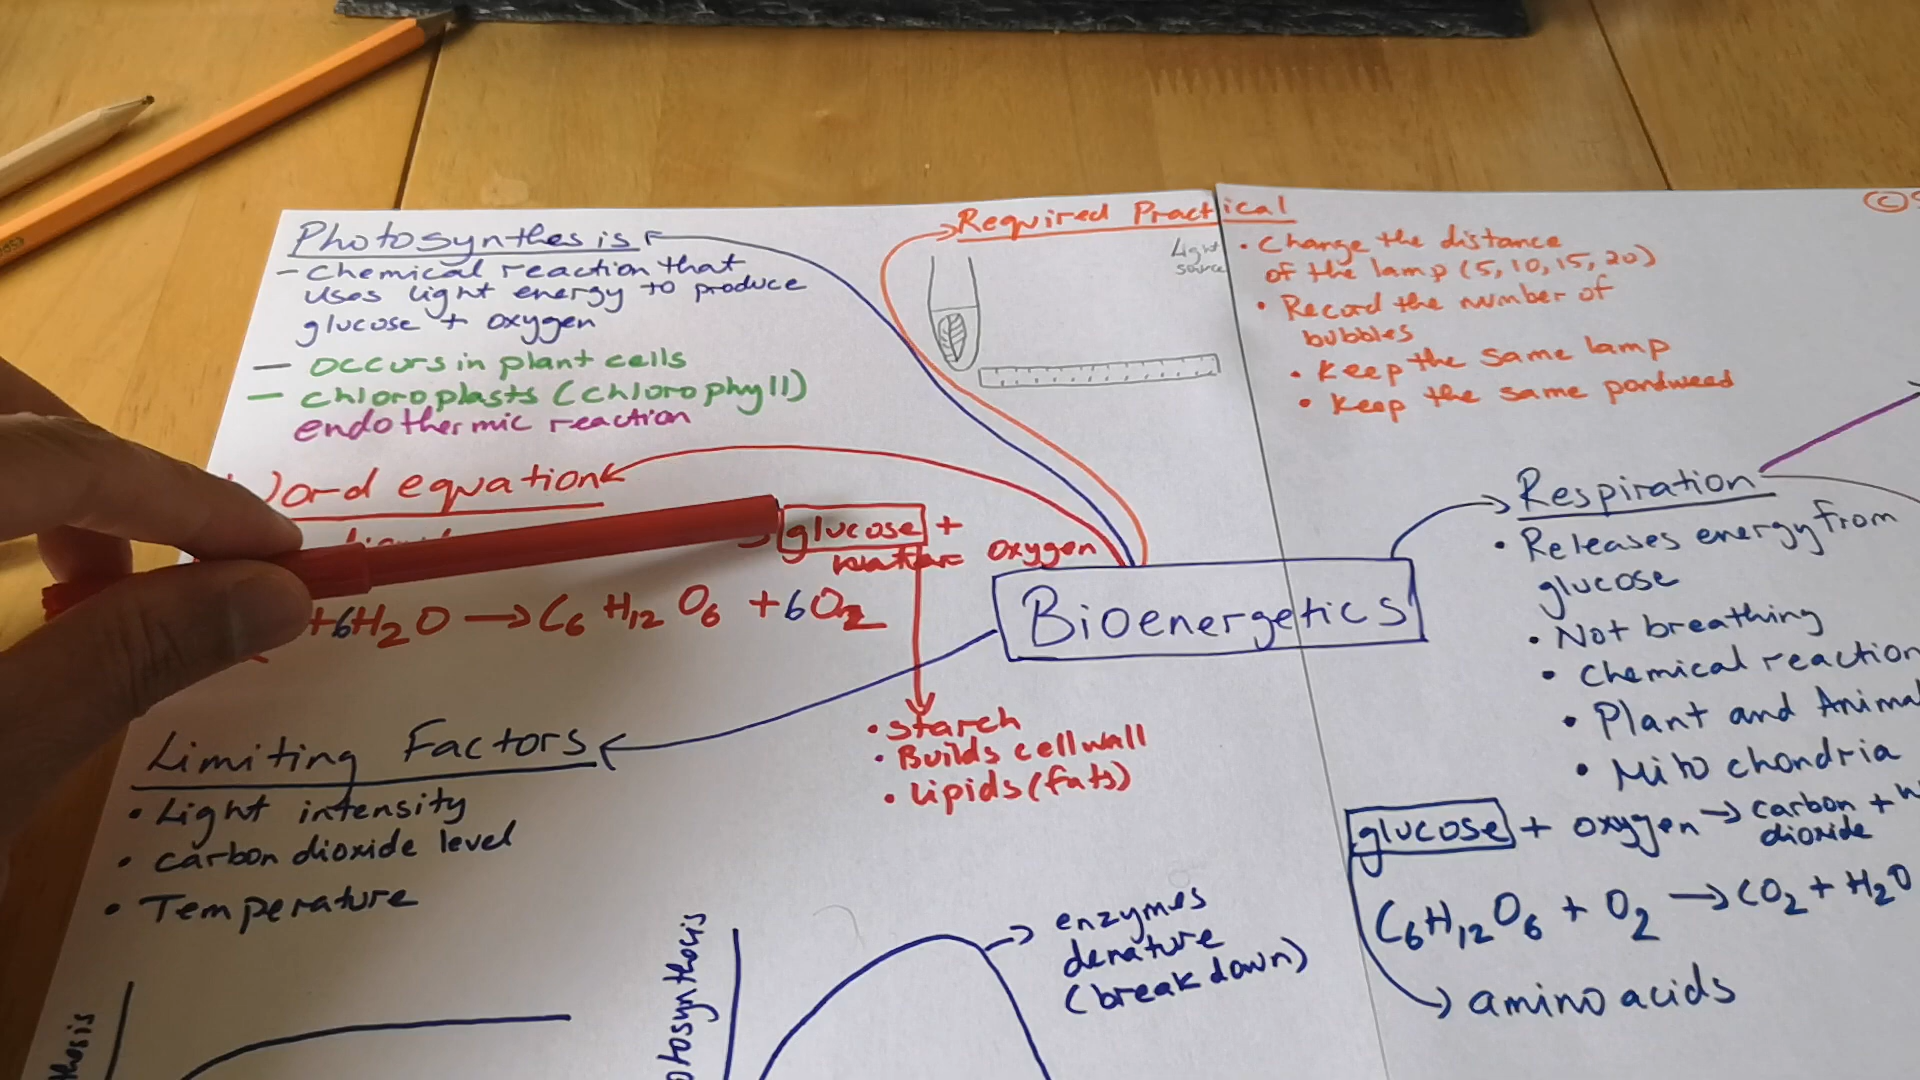 Photosynthesis
- Chemical reaction that
uses light energy to produce
glucose + oxygen
- occurs in plant cells
- chloroplasts (chlorophyll)
endothermic reaction
Required Practical
Light
source
• Change the distance
of the lamp (5, 10, 15, 20)
• Record the number of
bubbles
• Keep the same lamp
• Keep the same pondweed
equation
glucose +
oxygen
+6H2O → C6H12O6 + 6O2
• starch
• Builds cell wall
• Lipids (fats)
Bioenergetics
Limiting Factors
• Light intensity
• carbon dioxide level
• Temperature
enzymes
denature
(break down)
Respiration
• Releases energy from
glucose
• Not breathing
• Chemical reaction
• Plant and
• Mitochondria
glucose + oxygen → carbon +
dioxide
C6H12O6 + O2 → CO2 + H2O
amino acids